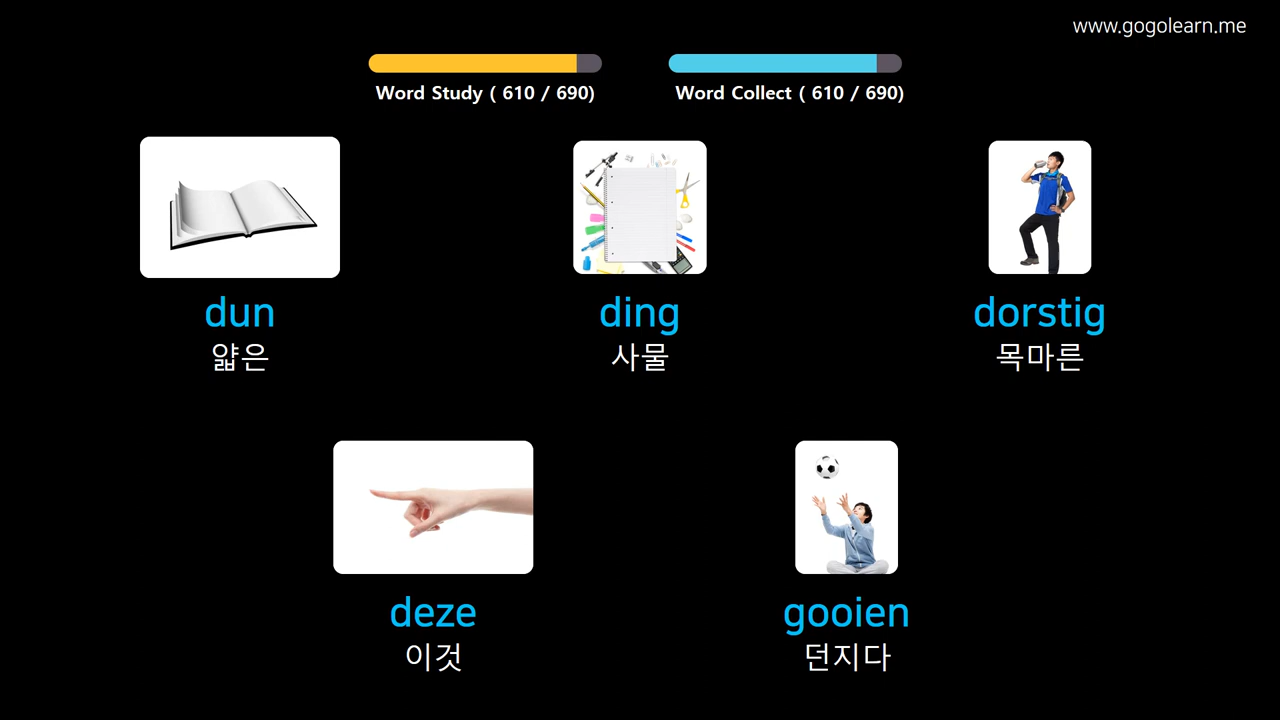 www.gogolearn.me
Word Study ( 610 / 690)
Word Collect ( 610 / 690)
dun
얇은
ding
사물
dorstig
목마른
deze
이것
gooien
던지다